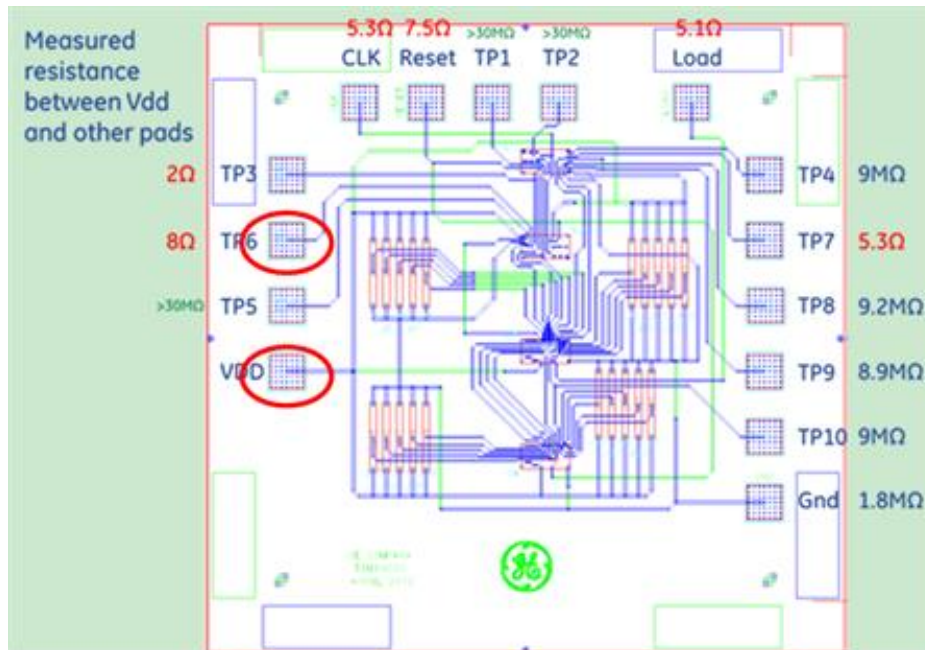 Measured
resistance
between Vdd
and other pads
5.3Ω 7.5Ω >30MΩ >30MΩ 5.1Ω
CLK Reset TP1 TP2 Load
2Ω TP3 TP4 9MΩ
8Ω TP6 TP7 5.3Ω
>30MΩ TP5 TP8 9.2MΩ
VDD TP9 8.9MΩ
TP10 9MΩ
Gnd 1.8MΩ
GE